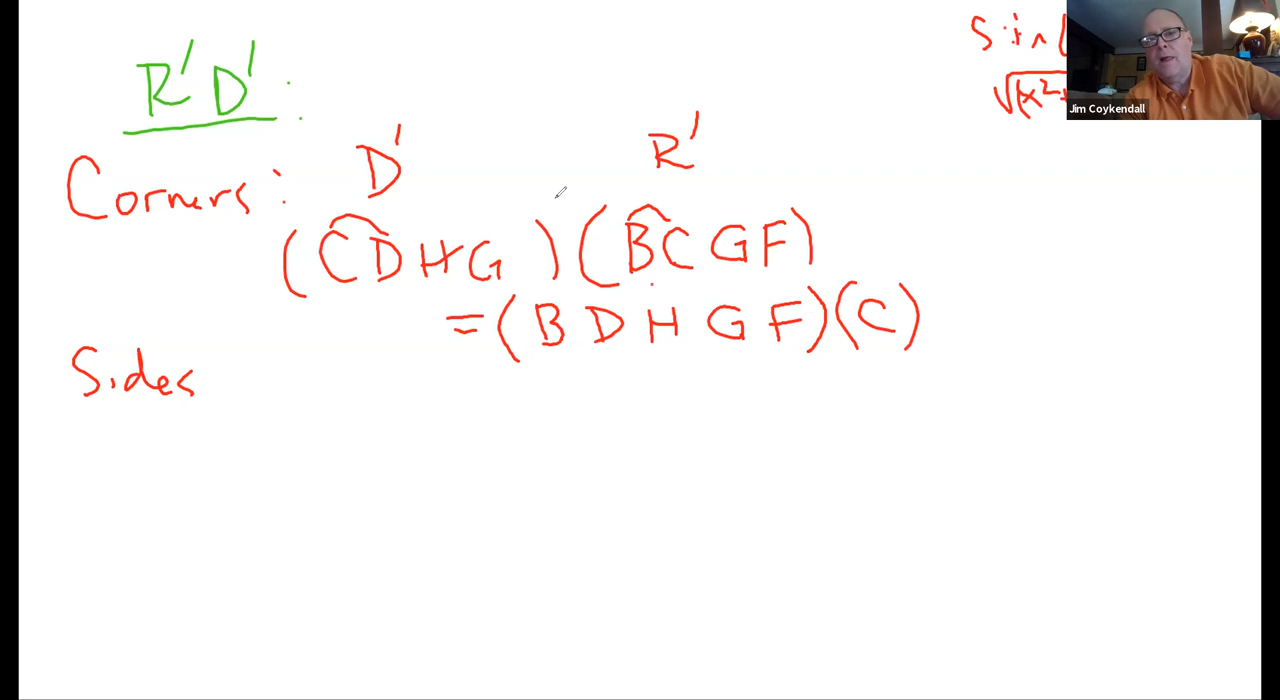 R'D':
Corners: D' R'
(CDHG)(BCGF)
=(BDHGF)(C)
Sides
Jim Coykendall